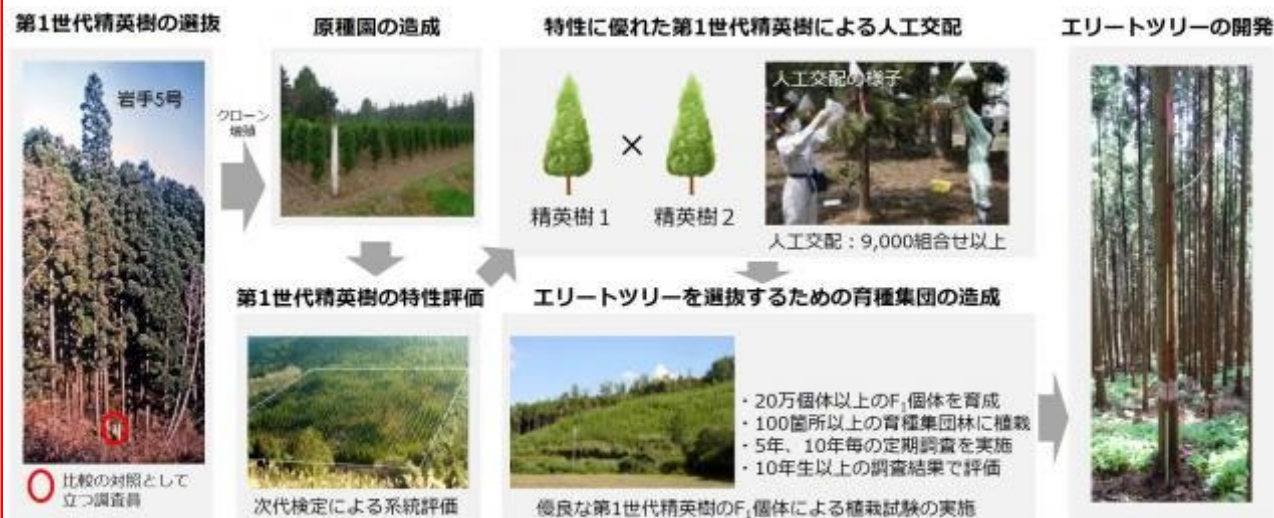 第1世代精英樹の選抜
岩手5号
比較の対照として
立つ調査員
クローン
増殖
原種園の造成
第1世代精英樹の特性評価
次代検定による系統評価
特性に優れた第1世代精英樹による人工交配
精英樹1
×
精英樹2
人工交配の様子
人工交配：9,000組合せ以上
エリートツリーを選抜するための育種集団の造成
・20万個体以上のF₁個体を育成
・100箇所以上の育種集団林に植栽
・5年、10年毎の定期調査を実施
・10年生以上の調査結果で評価
優良な第1世代精英樹のF₁個体による植栽試験の実施
エリートツリーの開発